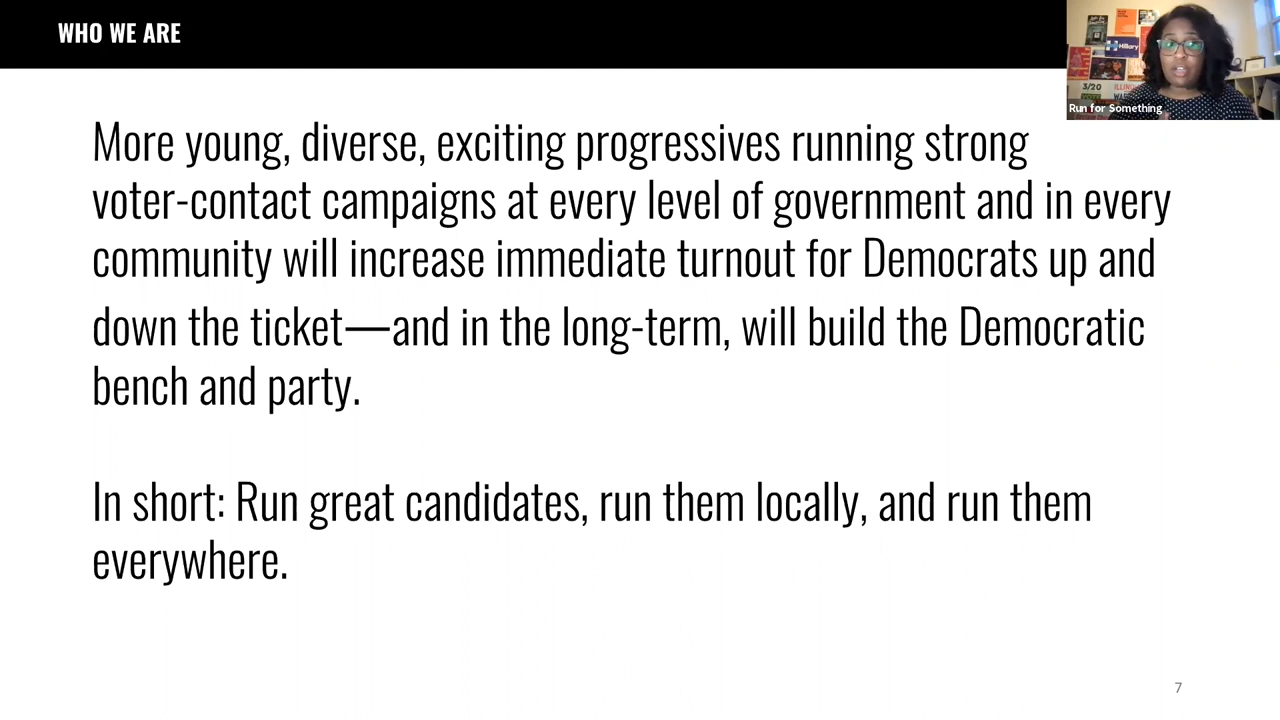 WHO WE ARE
Hillary
3/20
Run for Something
More young, diverse, exciting progressives running strong
voter-contact campaigns at every level of government and in every
community will increase immediate turnout for Democrats up and
down the ticket—and in the long-term, will build the Democratic
bench and party.
In short: Run great candidates, run them locally, and run them
everywhere.
7